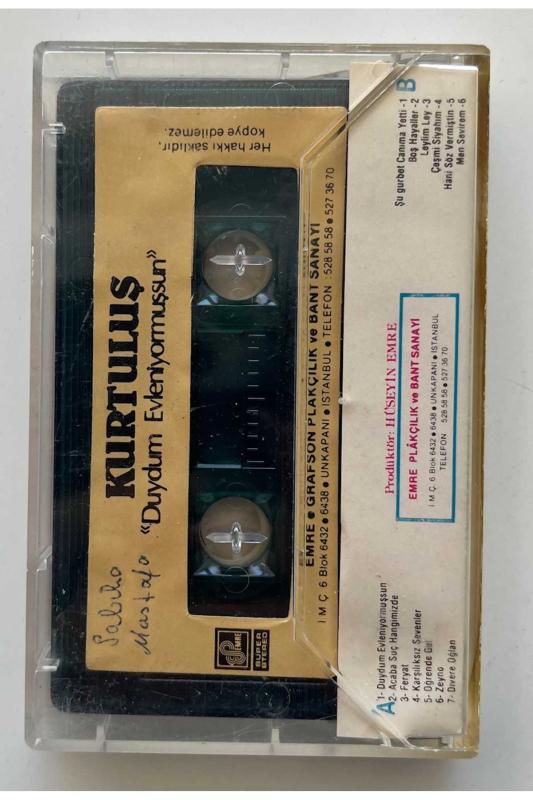 KURTULUŞ
“Duydum Evleniyormuşsun”
Her hakkı saklıdır,
kopye edilemez.
Sabiha
Mustafa
EMRE
SUPER
STEREO
EMRE ● GRAFSON PLAKÇILIK ve BANT SANAYİ
İ M Ç. 6 Blok 6432 ● 6438 ● UNKAPANI ● İSTANBUL ● TELEFON : 528 58 58 ● 527 36 70
A
1- Duydum Evleniyormuşsun
2- Acaba Suç Hangimizde
3- Feryat
4- Karşılıksız Sevenler
5- Öğrende Gel
6- Zeyno
7- Divere Oğlan
Prodüktör: HÜSEYİN EMRE
EMRE PLÂKÇILIK ve BANT SANAYİ
İ M.Ç. 6 Blok 6432 ● 6438 ● UNKAPANI ● İSTANBUL
TELEFON 528 58 58 ● 527 36 70
B
Şu gurbet Canıma Yetti -1
Boş Hayaller -2
Leylim Ley -3
Çeşmi Siyahım -4
Hani Söz Vermiştin -5
Men Sevirem -6